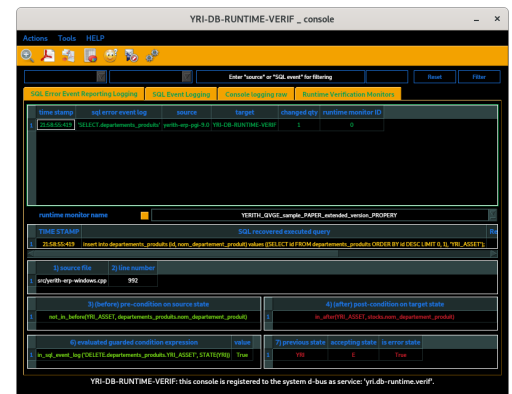 YRI-DB-RUNTIME-VERIF _ console
Actions Tools HELP
Enter "source" or "SQL event" for filtering Reset Filter
SQL Error Event Reporting Logging SQL Event Logging Console logging raw Runtime Verification Monitors
time stamp sql error event log source target changed qty runtime monitor ID
1 21:58:55:419 'SELECT.departements_produits' yerith-erp-pgi-9.0 YRI-DB-RUNTIME-VERIF 1 0
runtime monitor name YERITH_QVGE_sample_PAPER_extended_version_PROPERY
TIME STAMP SQL recovered executed query Re
1 21:58:55:419 insert into departements_produits (id, nom_departement_produit) values ((SELECT id FROM departements_produits ORDER BY id DESC LIMIT 0, 1), "YRI_ASSET");
1) source file 2) line number
1 src/yerith-erp-windows.cpp 992
3) (before) pre-condition on source state
1 not_in_before(YRI_ASSET, departements_produits.nom_departement_produit)
4) (after) post-condition on target state
1 in_after(YRI_ASSET, stocks.nom_departement_produit)
6) evaluated guarded condition expression value
1 in_sql_event_log ('DELETE.departements_produits.YRI_ASSET', STATE(YRI)) True
7) previous state accepting state is error state
1 YRI E True
YRI-DB-RUNTIME-VERIF: this console is registered to the system d-bus as service: 'yri.db-runtime.verif'.